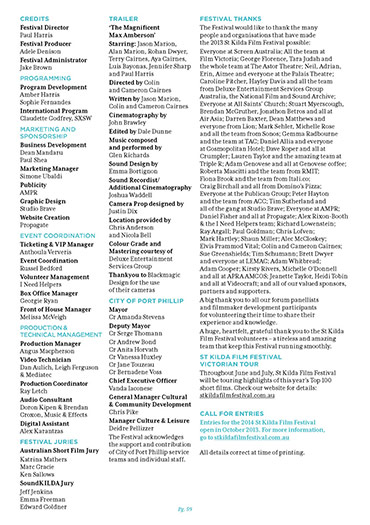 CREDITS
Festival Director
Paul Harris
Festival Producer
Adele Denison
Festival Administrator
Jake Brown
PROGRAMMING
Program Development
Amber Harris
Sophie Fernandes
International Program
Claudette Godfrey, SXSW
MARKETING AND
SPONSORSHIP
Business Development
Dean Mandaru
Paul Shea
Marketing Manager
Simone Ubaldi
Publicity
AMPR
Graphic Design
Studio Brave
Website Creation
Propagate
EVENT COORDINATION
Ticketing & VIP Manager
Anthoula Ververis
Event Coordination
Russel Bedford
Volunteer Management
I Need Helpers
Box Office Manager
Georgie Ryan
Front of House Manager
Melissa McVeigh
PRODUCTION &
TECHNICAL MANAGEMENT
Production Manager
Angus Macpherson
Video Technician
Dan Aulich, Leigh Ferguson
& Mediatec
Production Coordinator
Ray Letch
Audio Consultant
Doron Kipen & Brendan
Croxon, Music & Effects
Digital Assistant
Alex Karantzas
FESTIVAL JURIES
Australian Short Film Jury
Katrina Mathers
Marc Gracie
Ken Sallows
SoundKILDA Jury
Jeff Jenkins
Emma Freeman
Edward Goldner
TRAILER
'The Magnificent
Max Amberson'
Starring: Jason Marion,
Alan Marion, Rohan Dwyer,
Terry Cairnes, Aya Cairnes,
Luis Bayonas, Jennifer Sharp
and Paul Harris
Directed by Colin
and Cameron Cairnes
Written by Jason Marion,
Colin and Cameron Cairnes
Cinematography by
John Brawley
Edited by Dale Dunne
Music composed
and performed by
Glen Richards
Sound Design by
Emma Bortignon
Sound Recordist/
Additional Cinematography
Joshua Waddell
Camera Prop designed by
Justin Dix
Location provided by
Chris Anderson
and Nicola Bell
Colour Grade and
Mastering courtesy of
Deluxe Entertainment
Services Group
Thankyou to Blackmagic
Design for the use
of their cameras
CITY OF PORT PHILLIP
Mayor
Cr Amanda Stevens
Deputy Mayor
Cr Serge Thomann
Cr Andrew Bond
Cr Anita Horvath
Cr Vanessa Huxley
Cr Jane Touzeau
Cr Bernadene Voss
Chief Executive Officer
Vanda Iaconese
General Manager Cultural
& Community Development
Chris Pike
Manager Culture & Leisure
Deidre Pellizzer
The Festival acknowledges
the support and contribution
of City of Port Phillip service
teams and individual staff.
FESTIVAL THANKS
The Festival would like to thank the many
people and organisations that have made
the 2013 St Kilda Film Festival possible:
Everyone at Screen Australia; All the team at
Film Victoria; George Florence, Tara Judah and
the whole team at The Astor Theatre; Neil, Adrian,
Erin, Aimee and everyone at the Palais Theatre;
Caroline Pitcher, Hayley Davis and all the team
from Deluxe Entertainment Services Group
Australia, the National Film and Sound Archive;
Everyone at All Saints' Church; Stuart Myerscough,
Brendan McGruther, Jonathon Betros and all at
Air Asia; Darren Baxter, Dean Matthews and
everyone from Lion; Mark Sehler, Michelle Rose
and all the team from Sonos; Gemma Radbourne
and the team at TAC; Daniel Allia and everyone
at Cosmopolitan Hotel; Dave Roper and all at
Crumpler; Lauren Taylor and the amazing team at
Triple R; Adam Genovese and all at Genovese coffee;
Roberta Masciitti and the team from RMIT;
Fiona Brook and the team from Itali.co;
Craig Birchall and all from Domino's Pizza;
Everyone at the Publican Group; Peter Hayton
and the team from AOC; Tim Sutherland and
all of the gang at Studio Brave; Everyone at AMPR;
Daniel Fisher and all at Propagate; Alex Rixon-Booth
& the I Need Helpers team; Richard Lowenstein;
Ray Argall; Paul Goldman; Chris Lofven;
Mark Hartley; Shaun Miller; Alec McCloskey;
Elvis Prammod Vital; Colin and Cameron Cairnes;
Sue Greenshields; Tim Schumann; Brett Dwyer
and everyone at LEMAC; Adam Whitbread;
Adam Cooper; Kirsty Rivers, Michelle O'Donnell
and all at APRAAMCOS; Jeanette Taylor, Heidi Tobin
and all at Videocraft; and all of our valued sponsors,
partners and supporters.
A big thank you to all our forum panellists
and filmmaker development participants
for volunteering their time to share their
experience and knowledge.
A huge, heartfelt, grateful thank you to the St Kilda
Film Festival volunteers – a tireless and amazing
team that keep this Festival running smoothly.
ST KILDA FILM FESTIVAL
VICTORIAN TOUR
Throughout June and July, St Kilda Film Festival
will be touring highlights of this year's Top 100
short films. Check our website for details:
stkildafilmfestival.com.au
CALL FOR ENTRIES
Entries for the 2014 St Kilda Film Festival
open in October 2013. For more information,
go to stkildafilmfestival.com.au
All details correct at time of printing.
Pg. 09